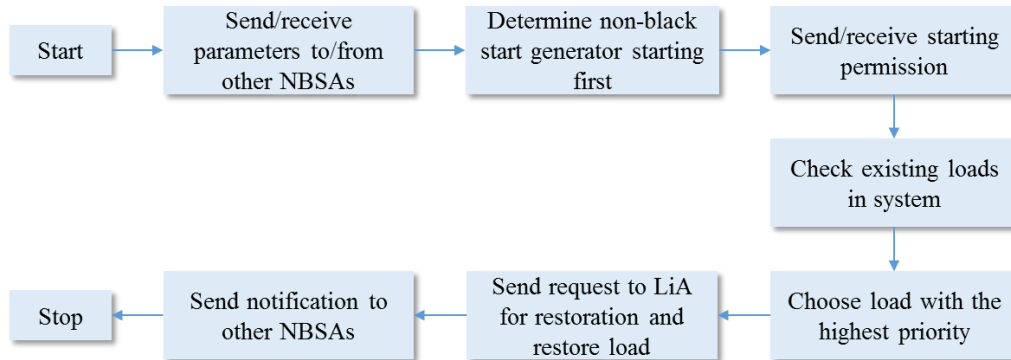 Start
Send/receive
parameters to/from
other NBSAs
Determine non-black
start generator starting
first
Send/receive starting
permission
Check existing loads
in system
Choose load with the
highest priority
Send request to LiA
for restoration and
restore load
Send notification to
other NBSAs
Stop